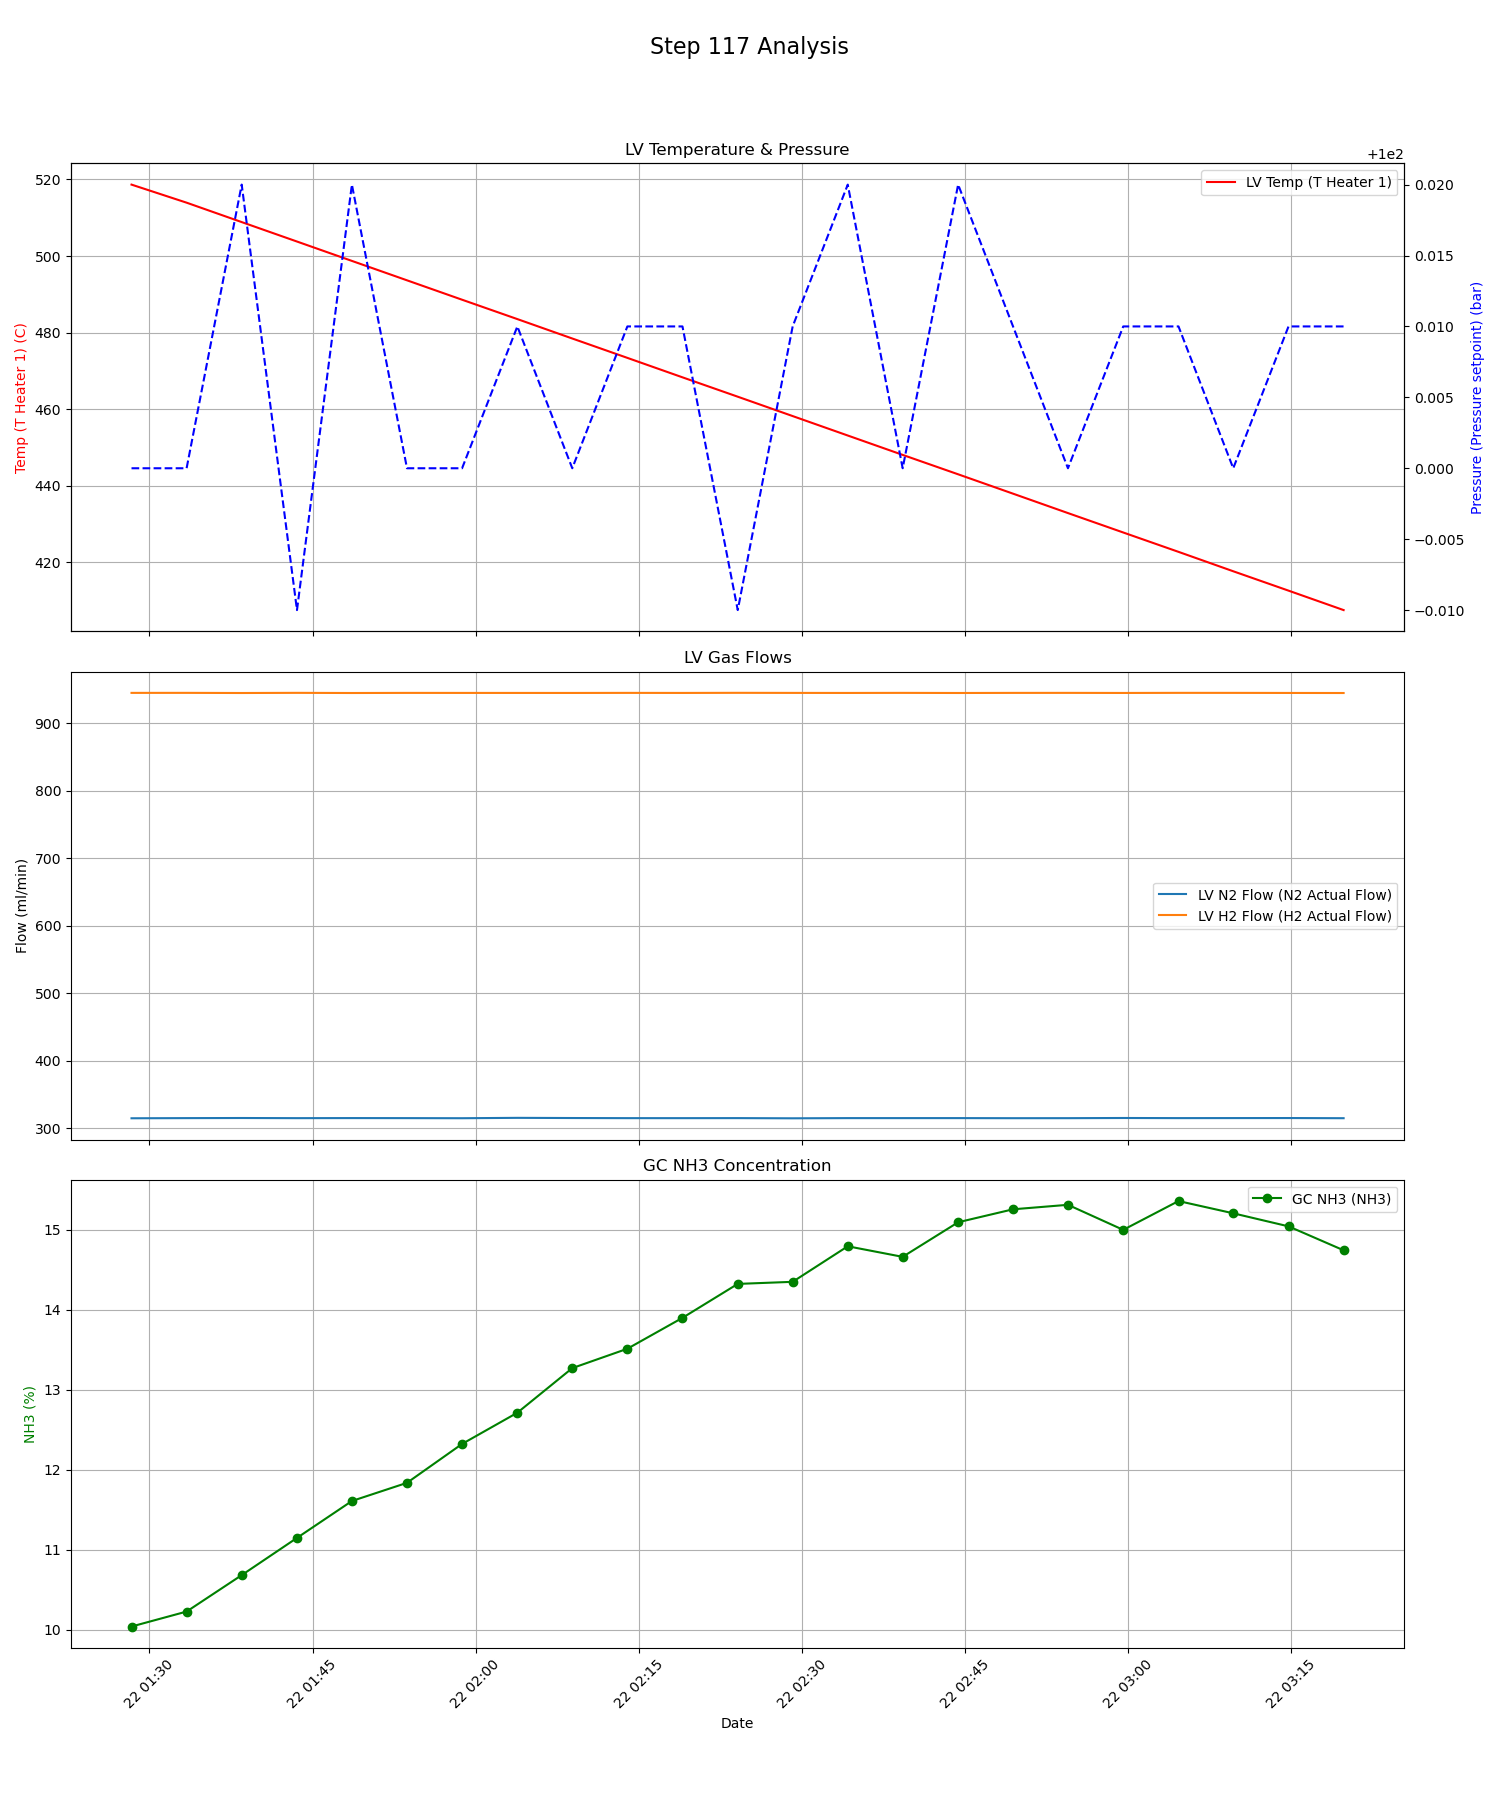 Step 117 Analysis
LV Temperature & Pressure
+1e2
LV Temp (T Heater 1)
Temp (T Heater 1) (C)
520
500
480
460
440
420
0.020
0.015
0.010
0.005
0.000
−0.005
−0.010
Pressure (Pressure setpoint) (bar)
LV Gas Flows
Flow (ml/min)
900
800
700
600
500
400
300
LV N2 Flow (N2 Actual Flow)
LV H2 Flow (H2 Actual Flow)
GC NH3 Concentration
GC NH3 (NH3)
NH3 (%)
15
14
13
12
11
10
22 01:30
22 01:45
22 02:00
22 02:15
22 02:30
22 02:45
22 03:00
22 03:15
Date